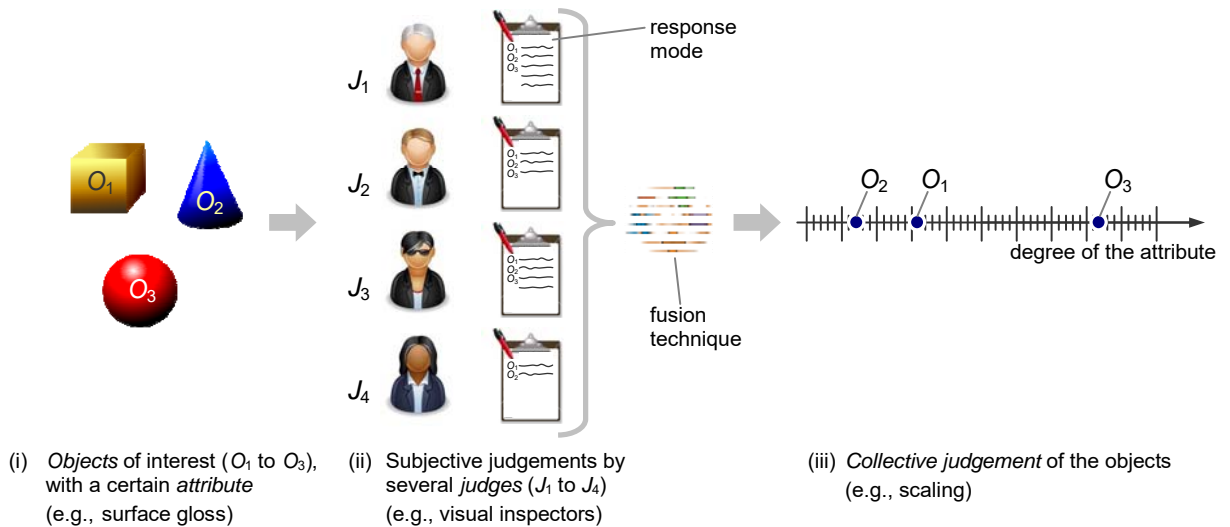 O1
O2
O3
J1
O1
O2
O3
response
mode
J2
O1
O2
O3
J3
O1
O2
O3
J4
O1
O2
fusion
technique
O2 O1 O3
degree of the attribute
(i) Objects of interest (O1 to O3),
with a certain attribute
(e.g., surface gloss)
(ii) Subjective judgements by
several judges (J1 to J4)
(e.g., visual inspectors)
(iii) Collective judgement of the objects
(e.g., scaling)